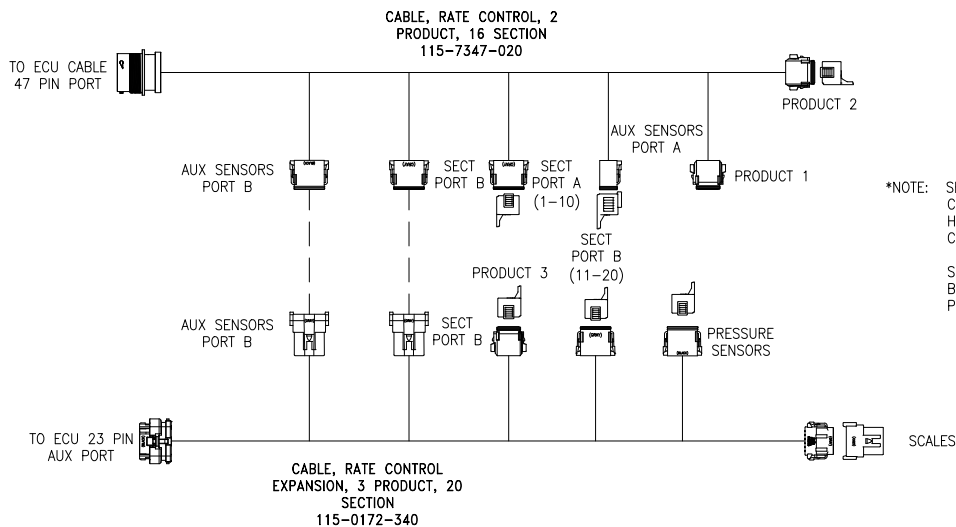 CABLE, RATE CONTROL, 2
PRODUCT, 16 SECTION
115-7347-020
TO ECU CABLE
47 PIN PORT
PRODUCT 2
AUX SENSORS
PORT A
AUX SENSORS
PORT B
SECT
PORT B
SECT
PORT A
(1-10)
PRODUCT 1
*NOTE:
SECT
PORT B
(11-20)
PRODUCT 3
AUX SENSORS
PORT B
SECT
PORT B
PRESSURE
SENSORS
TO ECU 23 PIN
AUX PORT
SCALES
CABLE, RATE CONTROL
EXPANSION, 3 PRODUCT, 20
SECTION
115-0172-340